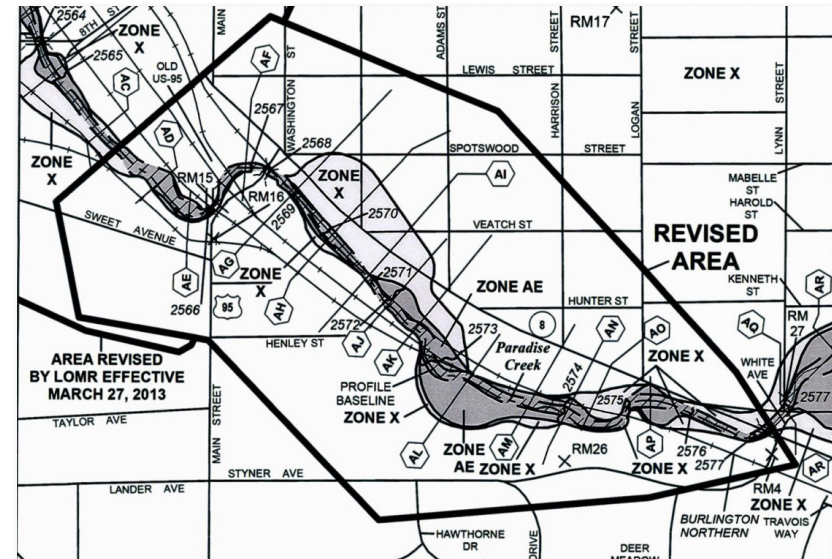 2564
8TH ST
ZONE
X
MAIN
ST
2565
OLD
US-95
AC
AD
AF
WASHINGTON
ST
2567
2568
ADAMS ST
HARRISON
STREET
RM17
LOGAN
STREET
LEWIS STREET
ZONE X
LYNN
STREET
SPOTSWOOD STREET
ZONE
X
RM15
RM16
ZONE
X
AI
MABELLE
ST
HAROLD
ST
SWEET AVENUE
2569
2570
VEATCH ST
REVISED
AREA
AE
2566
AG
ZONE
X
AH
2571
ZONE AE
KENNETH
ST
AR
95
2572
HUNTER ST
HENLEY ST
AJ
AK
2573
8
Paradise
Creek
AN
AO
AQ
RM
27
AREA REVISED
BY LOMR EFFECTIVE
MARCH 27, 2013
PROFILE
BASELINE
ZONE X
2574
ZONE X
WHITE
AVE
2577
2575
TAYLOR AVE
MAIN STREET
AL
ZONE
AE
AM
ZONE X
RM26
AP
ZONE X
2576
2577
AR
STYNER AVE
LANDER AVE
RM4
ZONE X
BURLINGTON
NORTHERN
TRAVOIS
WAY
HAWTHORNE
DR
DRIVE
DEER
MEADOW